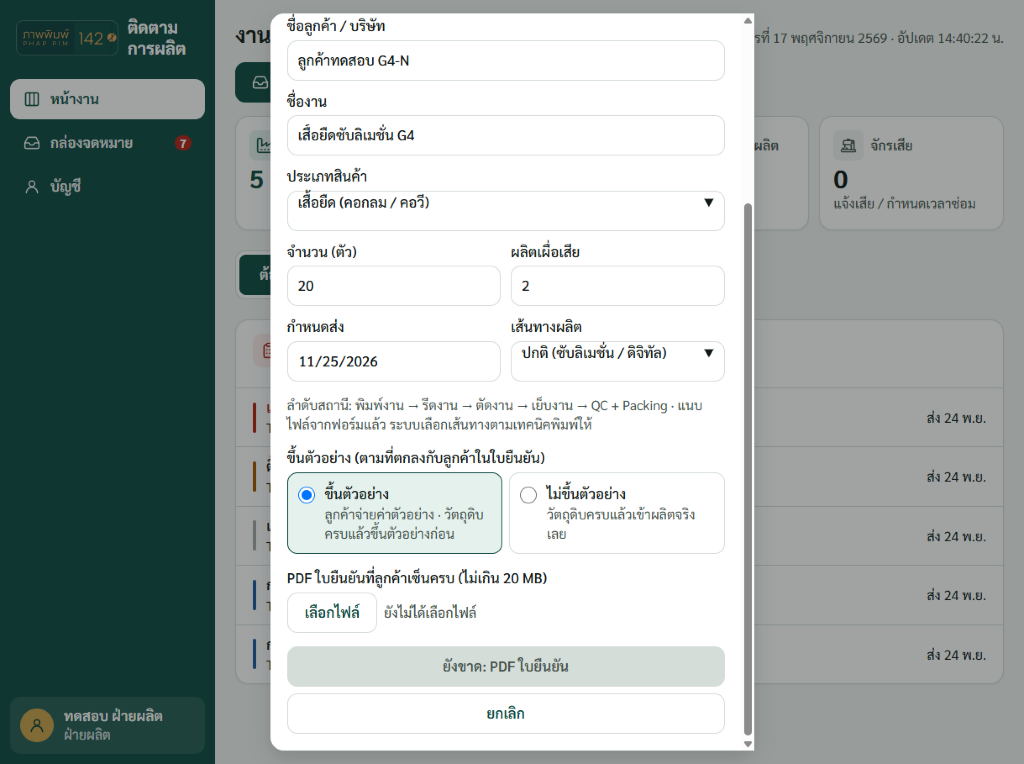 ภาพพิมพ์
PHAP PIM
142
ติดตาม
การผลิต
หน้างาน
กล่องจดหมาย
7
บัญชี
ทดสอบ ฝ่ายผลิต
ฝ่ายผลิต
งาน
ที่ 17 พฤศจิกายน 2569 · อัปเดต 14:40:22 น.
5
ผลิต
จักรเสีย
0
แจ้งเสีย / กำหนดเวลาซ่อม
ส่ง 24 พ.ย.
ส่ง 24 พ.ย.
ส่ง 24 พ.ย.
ส่ง 24 พ.ย.
ส่ง 24 พ.ย.
ชื่อลูกค้า / บริษัท
ลูกค้าทดสอบ G4-N
ชื่องาน
เสื้อยืดซับลิเมชั่น G4
ประเภทสินค้า
เสื้อยืด (คอกลม / คอวี)
จำนวน (ตัว)
ผลิตเผื่อเสีย
20
2
กำหนดส่ง
เส้นทางผลิต
11/25/2026
ปกติ (ซับลิเมชั่น / ดิจิทัล)
ลำดับสถานี: พิมพ์งาน → รีดงาน → ตัดงาน → เย็บงาน → QC + Packing · แนบ
ไฟล์จากฟอร์มแล้ว ระบบเลือกเส้นทางตามเทคนิคพิมพ์ให้
ขึ้นตัวอย่าง (ตามที่ตกลงกับลูกค้าในใบยืนยัน)
ขึ้นตัวอย่าง
ลูกค้าจ่ายค่าตัวอย่าง · วัตถุดิบ
ครบแล้วขึ้นตัวอย่างก่อน
ไม่ขึ้นตัวอย่าง
วัตถุดิบครบแล้วเข้าผลิตจริง
เลย
PDF ใบยืนยันที่ลูกค้าเซ็นครบ (ไม่เกิน 20 MB)
เลือกไฟล์
ยังไม่ได้เลือกไฟล์
ยังขาด: PDF ใบยืนยัน
ยกเลิก